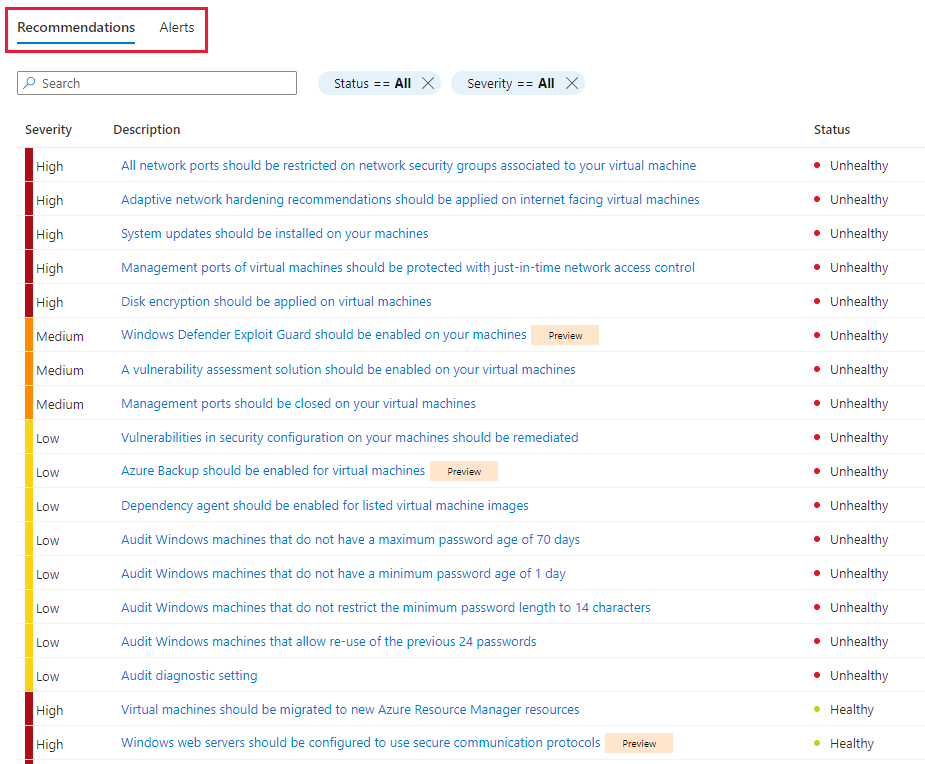 Recommendations Alerts
Search Status == All Severity == All
Severity Description Status
High All network ports should be restricted on network security groups associated to your virtual machine Unhealthy
High Adaptive network hardening recommendations should be applied on internet facing virtual machines Unhealthy
High System updates should be installed on your machines Unhealthy
High Management ports of virtual machines should be protected with just-in-time network access control Unhealthy
High Disk encryption should be applied on virtual machines Unhealthy
Medium Windows Defender Exploit Guard should be enabled on your machines Preview Unhealthy
Medium A vulnerability assessment solution should be enabled on your virtual machines Unhealthy
Medium Management ports should be closed on your virtual machines Unhealthy
Low Vulnerabilities in security configuration on your machines should be remediated Unhealthy
Low Azure Backup should be enabled for virtual machines Preview Unhealthy
Low Dependency agent should be enabled for listed virtual machine images Unhealthy
Low Audit Windows machines that do not have a maximum password age of 70 days Unhealthy
Low Audit Windows machines that do not have a minimum password age of 1 day Unhealthy
Low Audit Windows machines that do not restrict the minimum password length to 14 characters Unhealthy
Low Audit Windows machines that allow re-use of the previous 24 passwords Unhealthy
Low Audit diagnostic setting Unhealthy
High Virtual machines should be migrated to new Azure Resource Manager resources Healthy
High Windows web servers should be configured to use secure communication protocols Preview Healthy